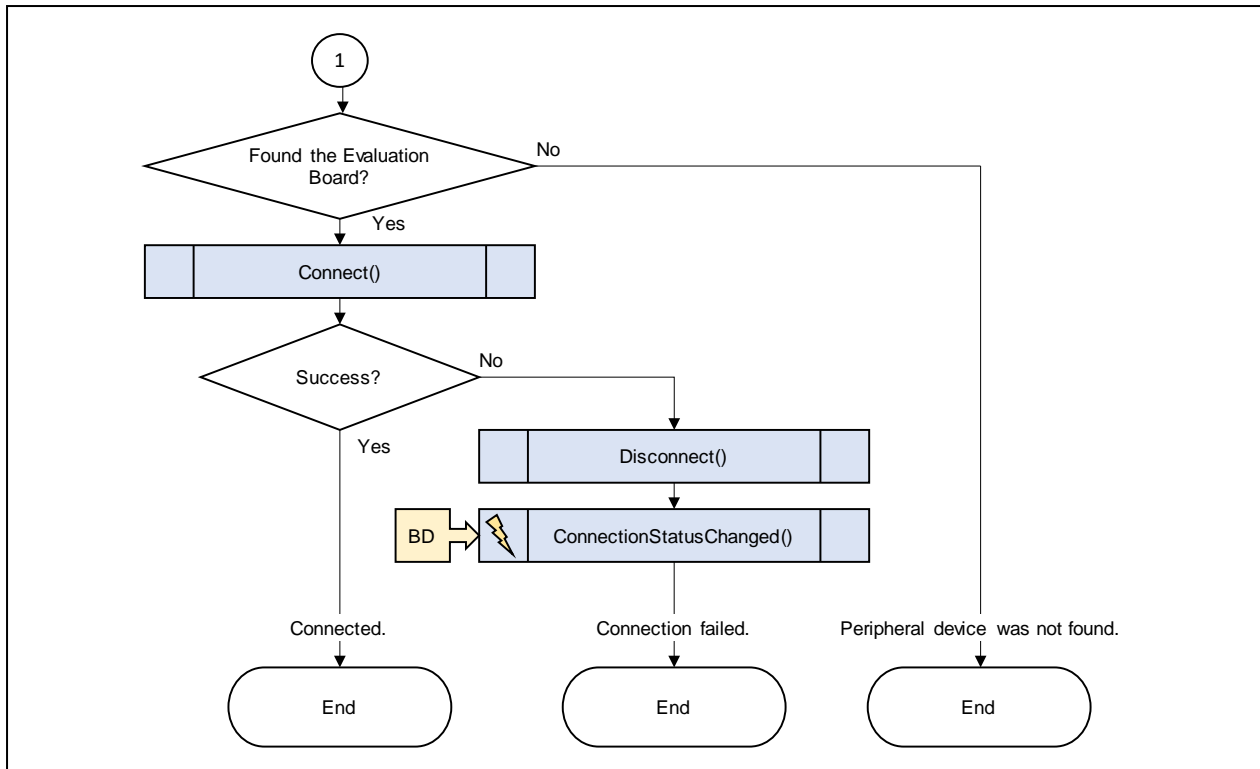 1
Found the Evaluation
Board?
No
Yes
Connect()
Success?
No
Yes
Disconnect()
BD
ConnectionStatusChanged()
Connected.
Connection failed.
Peripheral device was not found.
End
End
End